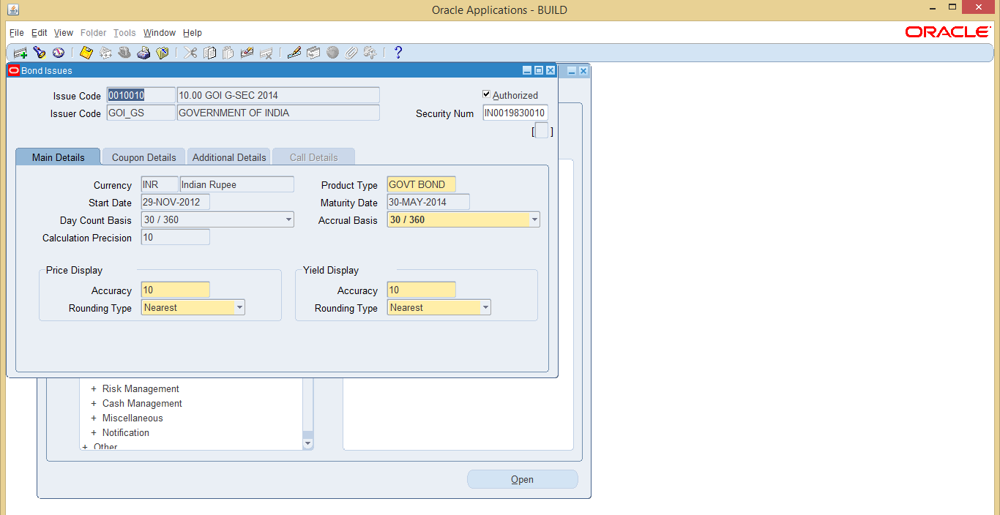 Oracle Applications - BUILD
File Edit View Folder Tools Window Help
ORACLE
Bond Issues
Issue Code 0010010 10.00 GOI G-SEC 2014 Authorized
Issuer Code GOI_GS GOVERNMENT OF INDIA Security Num IN0019830010
[ ]
Main Details Coupon Details Additional Details Call Details
Currency INR Indian Rupee Product Type GOVT BOND
Start Date 29-NOV-2012 Maturity Date 30-MAY-2014
Day Count Basis 30 / 360 Accrual Basis 30 / 360
Calculation Precision 10
Price Display Yield Display
Accuracy 10 Accuracy 10
Rounding Type Nearest Rounding Type Nearest
+ Risk Management
+ Cash Management
+ Miscellaneous
+ Notification
+ Other
Open